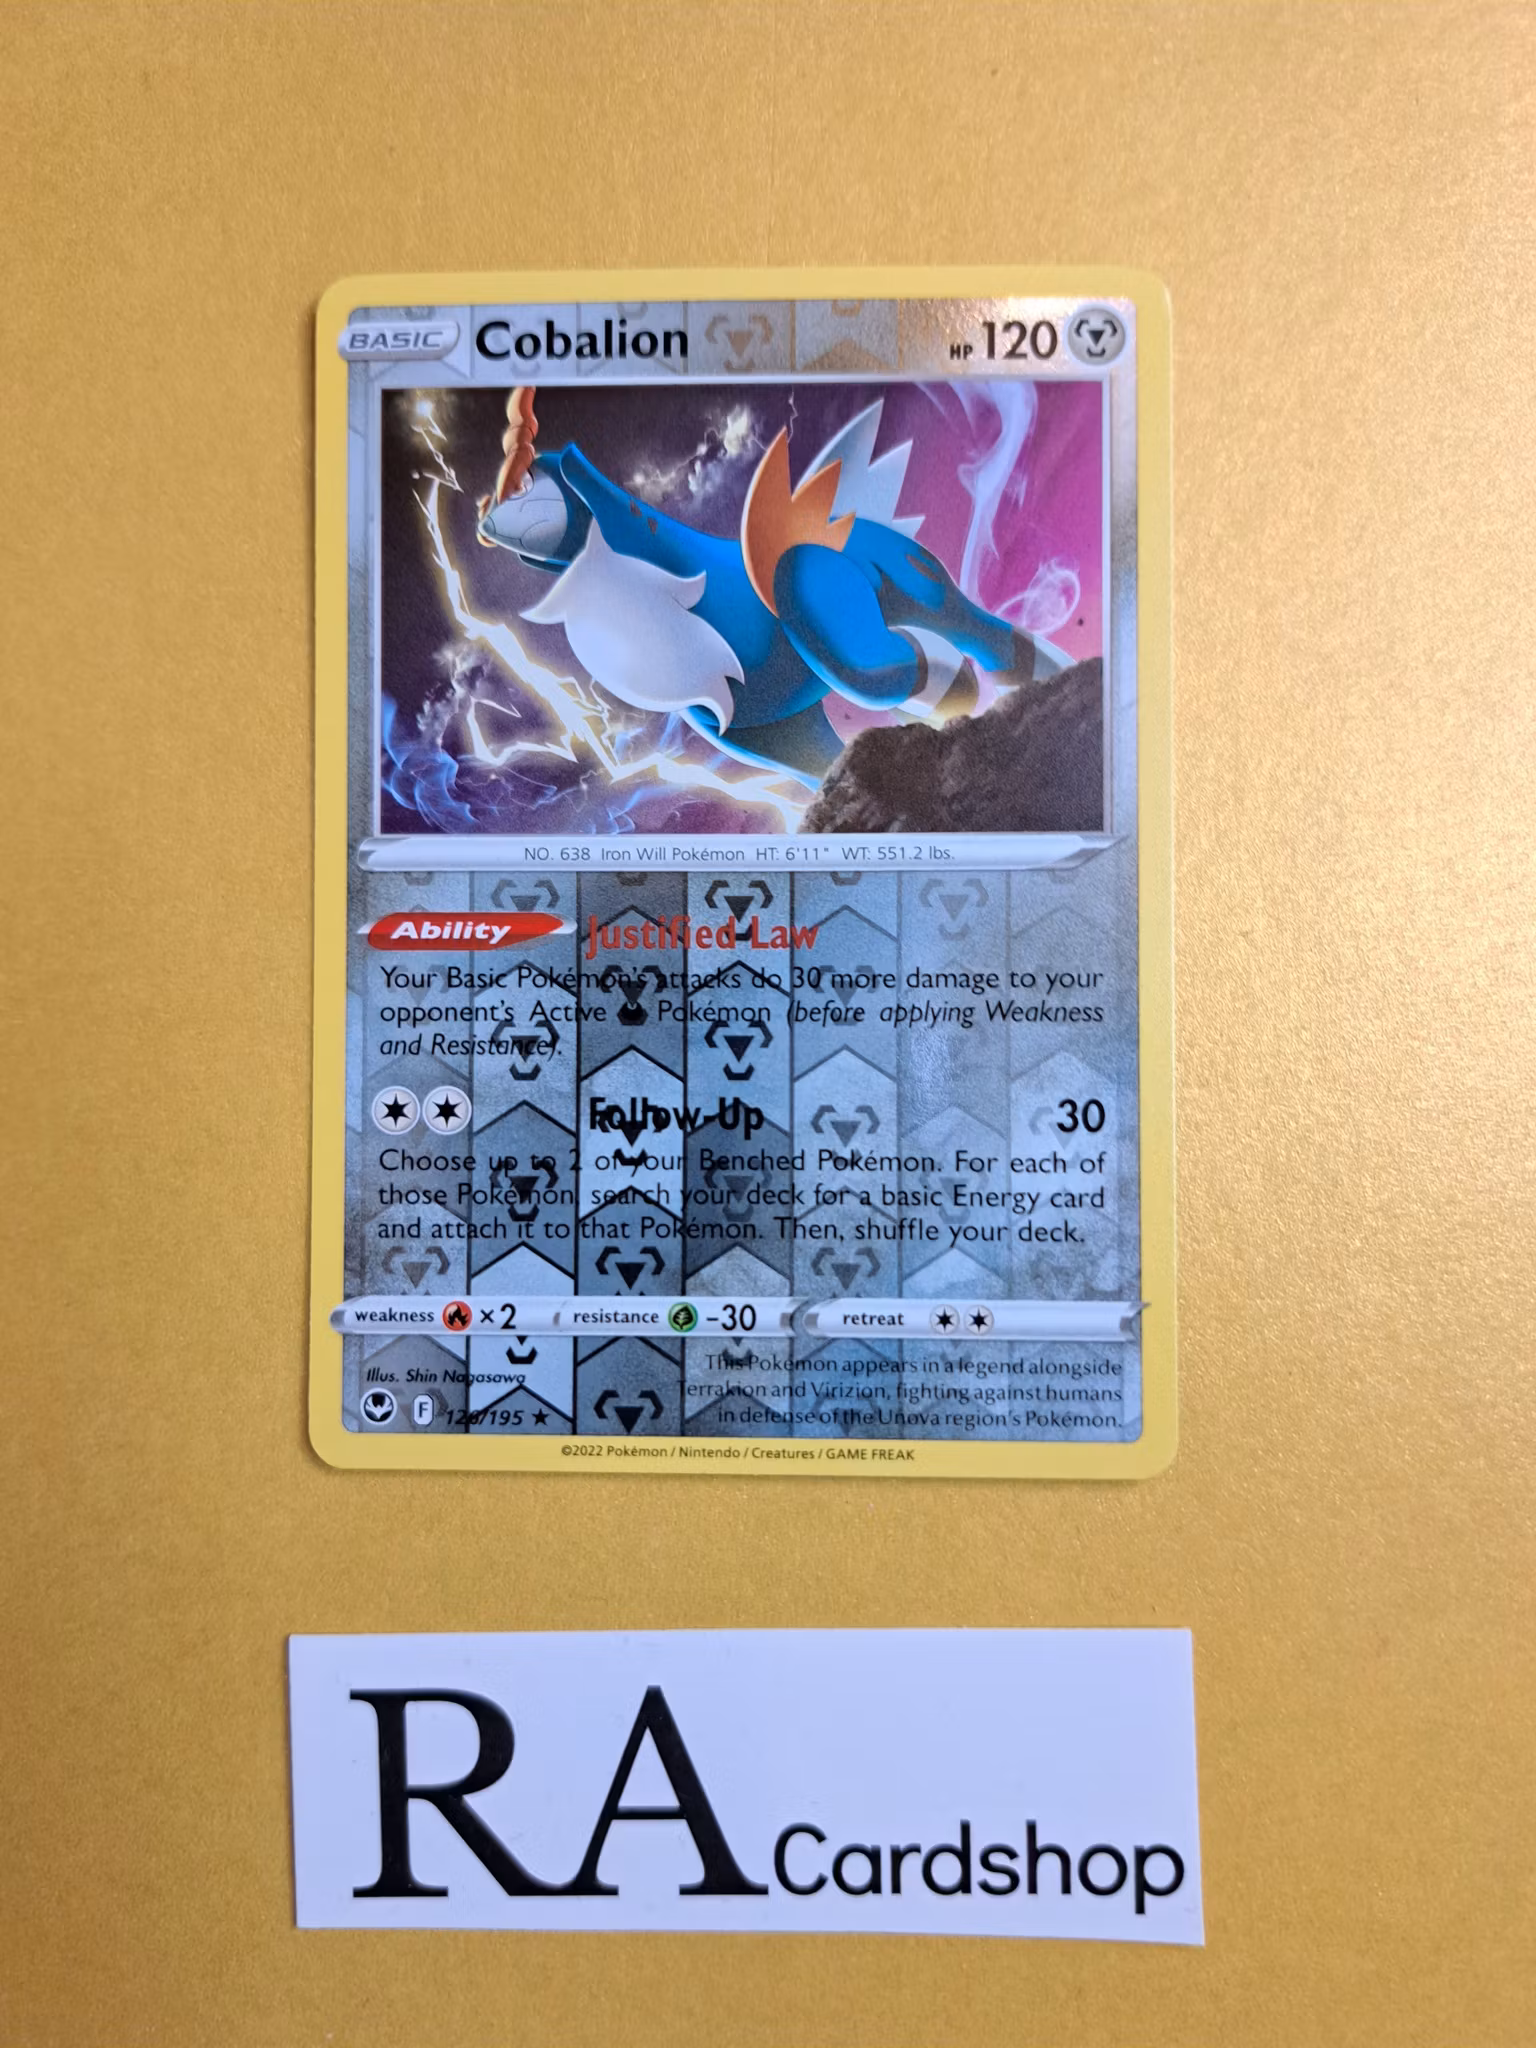 BASIC Cobalion HP 120
NO. 638 Iron Will Pokémon HT: 6'11" WT: 551.2 lbs.
Ability Justified Law
Your Basic Pokémon's attacks do 30 more damage to your
opponent's Active Pokémon (before applying Weakness
and Resistance).
Follow-Up 30
Choose up to 2 of your Benched Pokémon. For each of
those Pokémon, search your deck for a basic Energy card
and attach it to that Pokémon. Then, shuffle your deck.
weakness ×2 resistance -30 retreat
Illus. Shin Nagasawa
F 126/195 ★
This Pokémon appears in a legend alongside
Terrakion and Virizion, fighting against humans
in defense of the Unova region's Pokémon.
©2022 Pokémon / Nintendo / Creatures / GAME FREAK
RA Cardshop